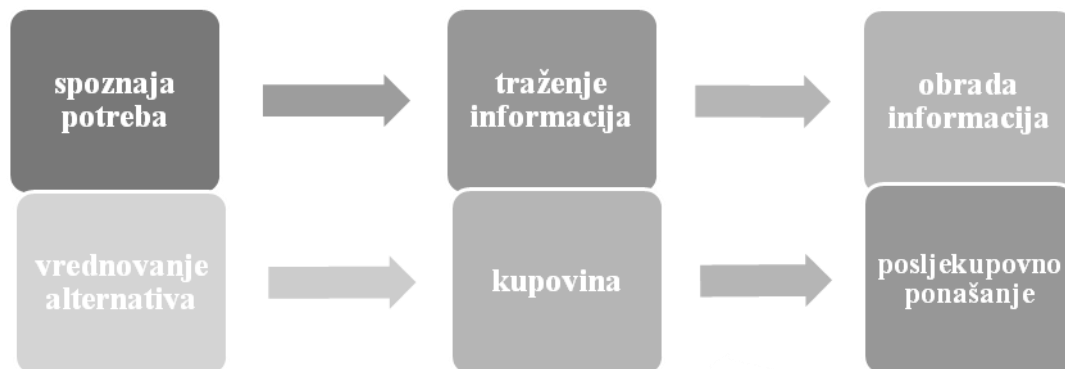 spoznaja
potreba
traženje
informacija
obrada
informacija
vrednovanje
alternativa
kupovina
posljekupovno
ponašanje